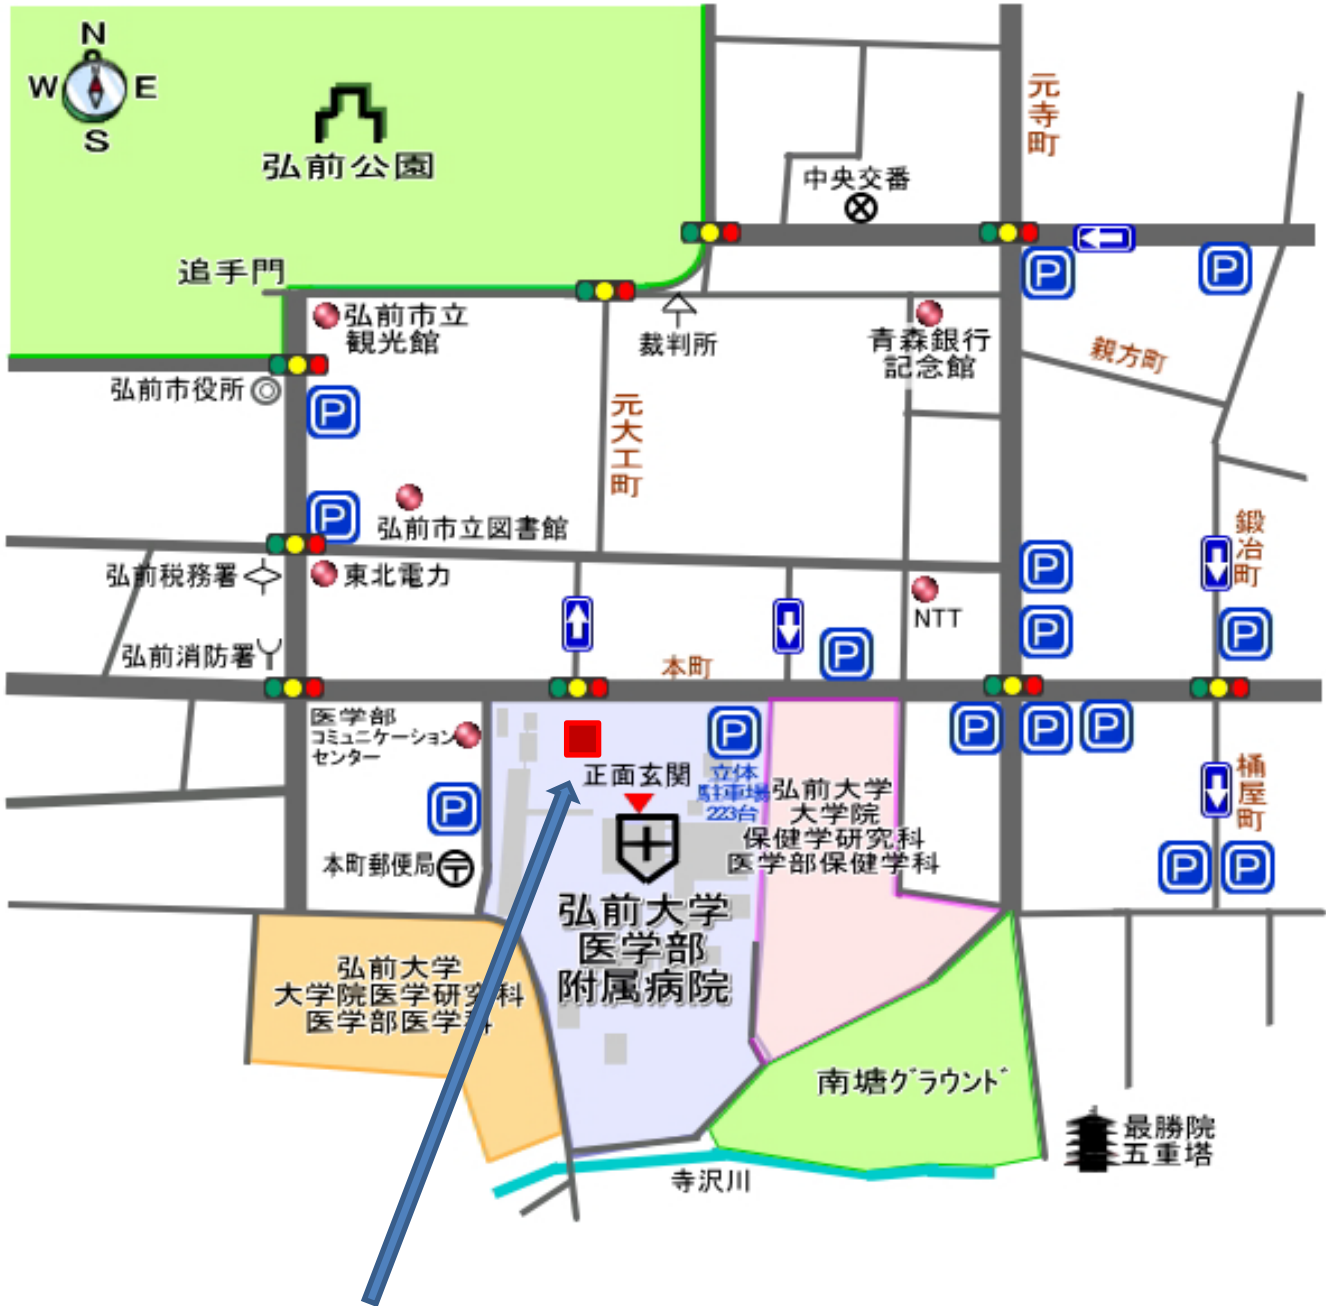 N
W E
S
弘前公園
元寺町
中央交番
追手門
P
P
弘前市立
観光館
裁判所
青森銀行
記念館
親方町
弘前市役所
P
元大工町
P
弘前市立図書館
鍛冶町
弘前税務署
東北電力
P
NTT
P
P
弘前消防署
本町
P
医学部
コミュニケーション
センター
P
P
P
P
正面玄関
立体
駐車場
223台
桶屋町
弘前大学
大学院
保健学研究科
医学部保健学科
P
本町郵便局
P
P
弘前大学
医学部
附属病院
弘前大学
大学院医学研究科
医学部医学科
南塘グラウンド
最勝院
五重塔
寺沢川